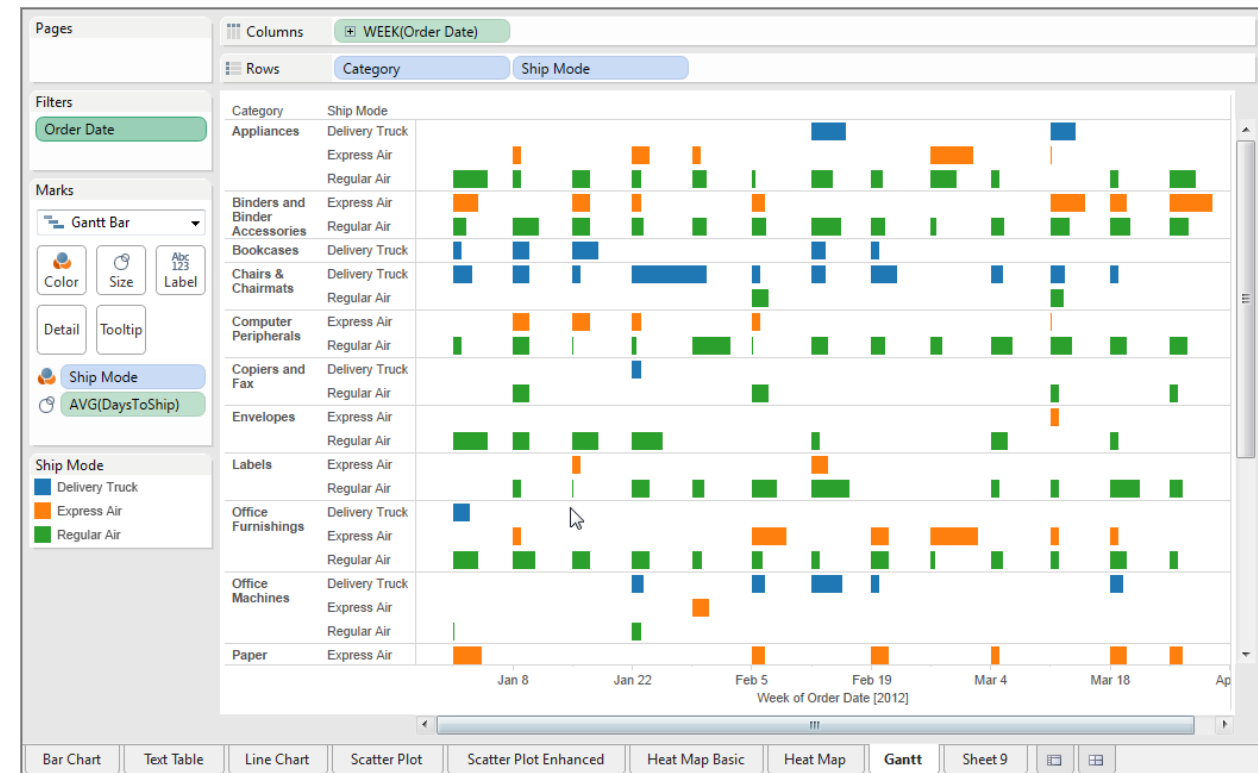 Pages
Columns
WEEK(Order Date)
Rows
Category
Ship Mode
Filters
Order Date
Marks
Gantt Bar
Color
Size
Abc
123
Label
Detail
Tooltip
Ship Mode
AVG(DaysToShip)
Ship Mode
Delivery Truck
Express Air
Regular Air
Category Ship Mode
Appliances Delivery Truck
Express Air
Regular Air
Binders and Binder Accessories Express Air
Regular Air
Bookcases Delivery Truck
Chairs & Chairmats Delivery Truck
Regular Air
Computer Peripherals Express Air
Regular Air
Copiers and Fax Delivery Truck
Regular Air
Envelopes Express Air
Regular Air
Labels Express Air
Regular Air
Office Furnishings Delivery Truck
Express Air
Regular Air
Office Machines Delivery Truck
Express Air
Regular Air
Paper Express Air
Jan 8 Jan 22 Feb 5 Feb 19 Mar 4 Mar 18 Ap
Week of Order Date [2012]
Bar Chart Text Table Line Chart Scatter Plot Scatter Plot Enhanced Heat Map Basic Heat Map Gantt Sheet 9